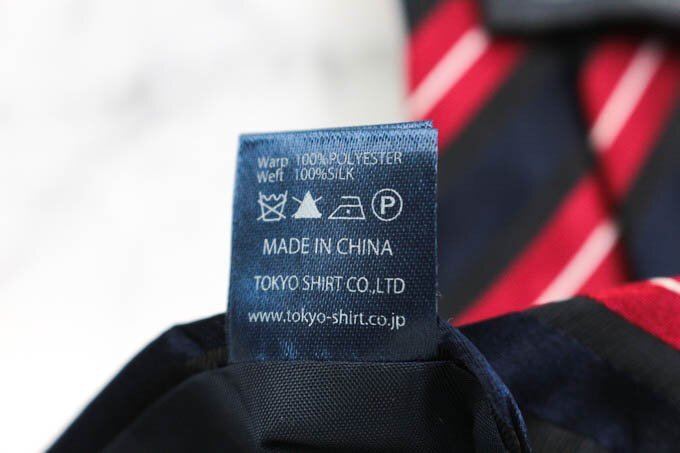 Warp 100%POLYESTER
Weft 100%SILK
P
MADE IN CHINA
TOKYO SHIRT CO.,LTD
www.tokyo-shirt.co.jp